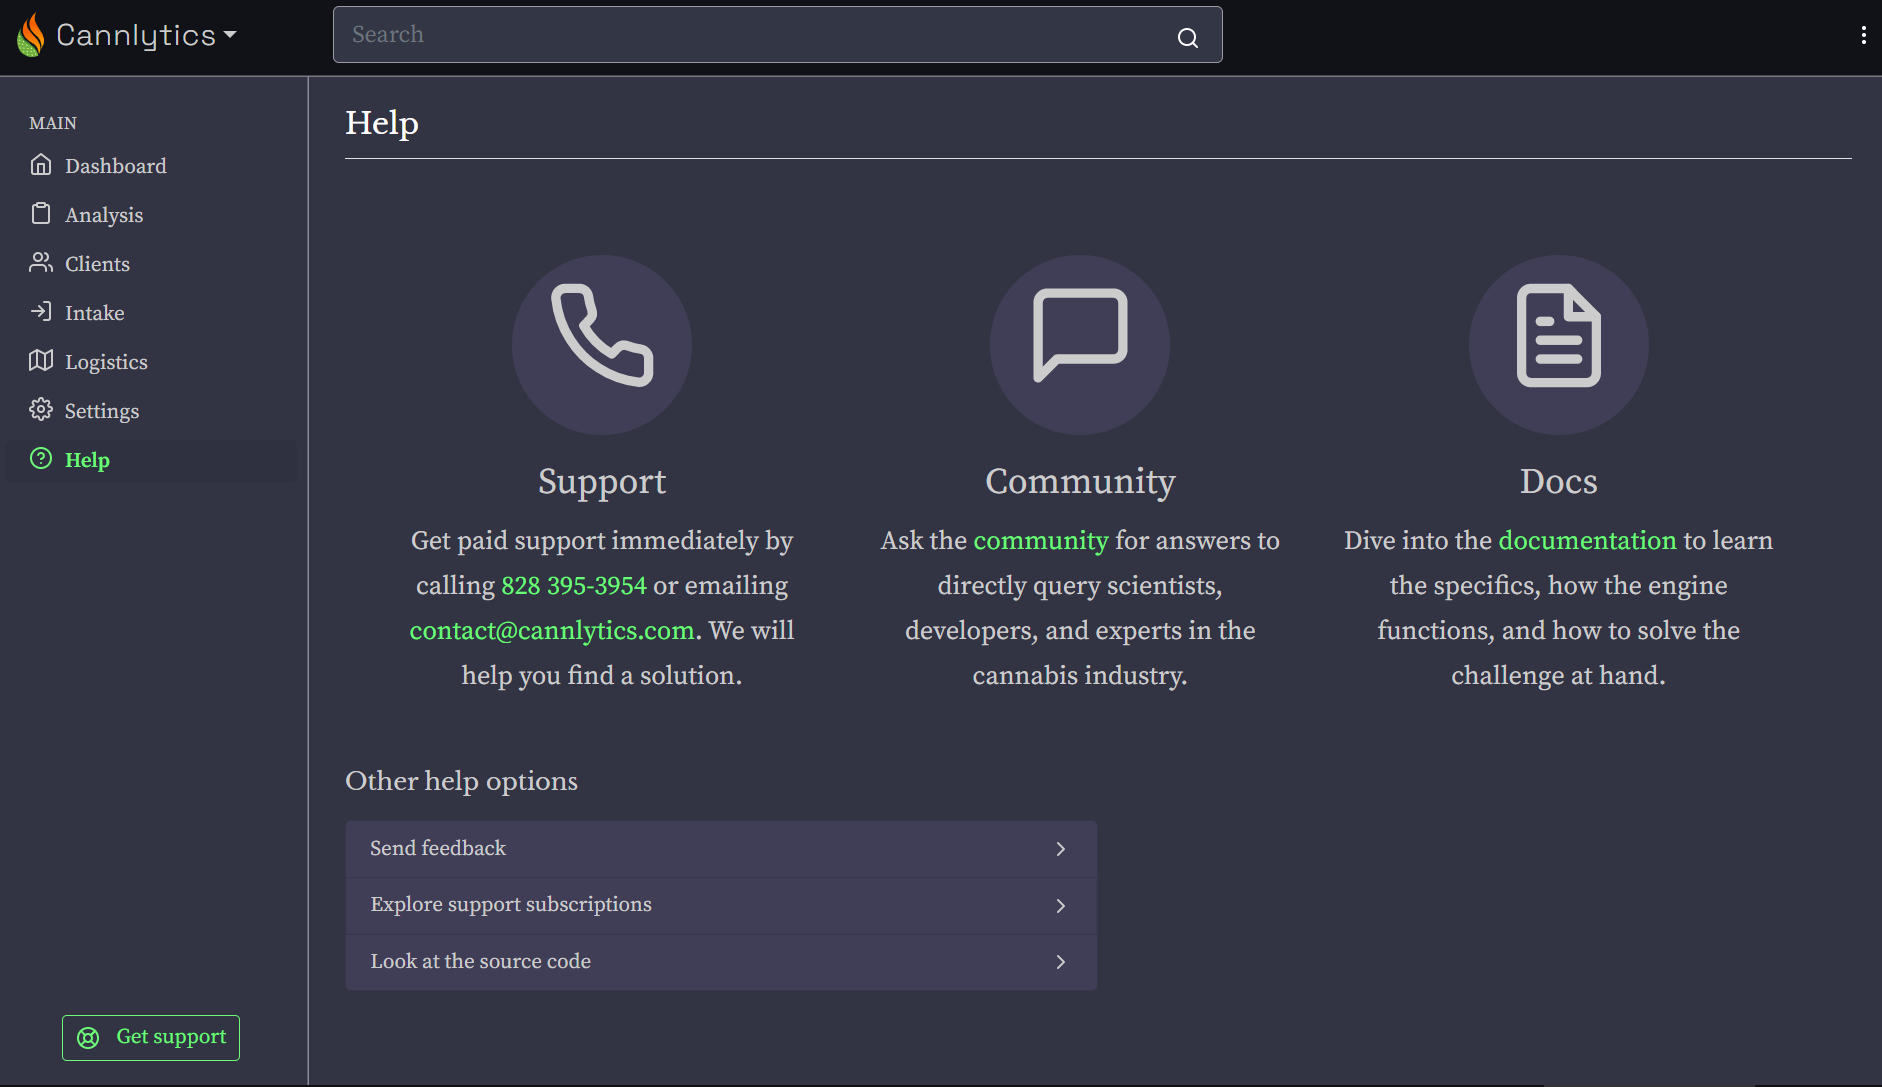 Cannlytics
Search
MAIN
Dashboard
Analysis
Clients
Intake
Logistics
Settings
Help
Get support
Help
Support
Get paid support immediately by
calling 828 395-3954 or emailing
contact@cannlytics.com. We will
help you find a solution.
Community
Ask the community for answers to
directly query scientists,
developers, and experts in the
cannabis industry.
Docs
Dive into the documentation to learn
the specifics, how the engine
functions, and how to solve the
challenge at hand.
Other help options
Send feedback
Explore support subscriptions
Look at the source code